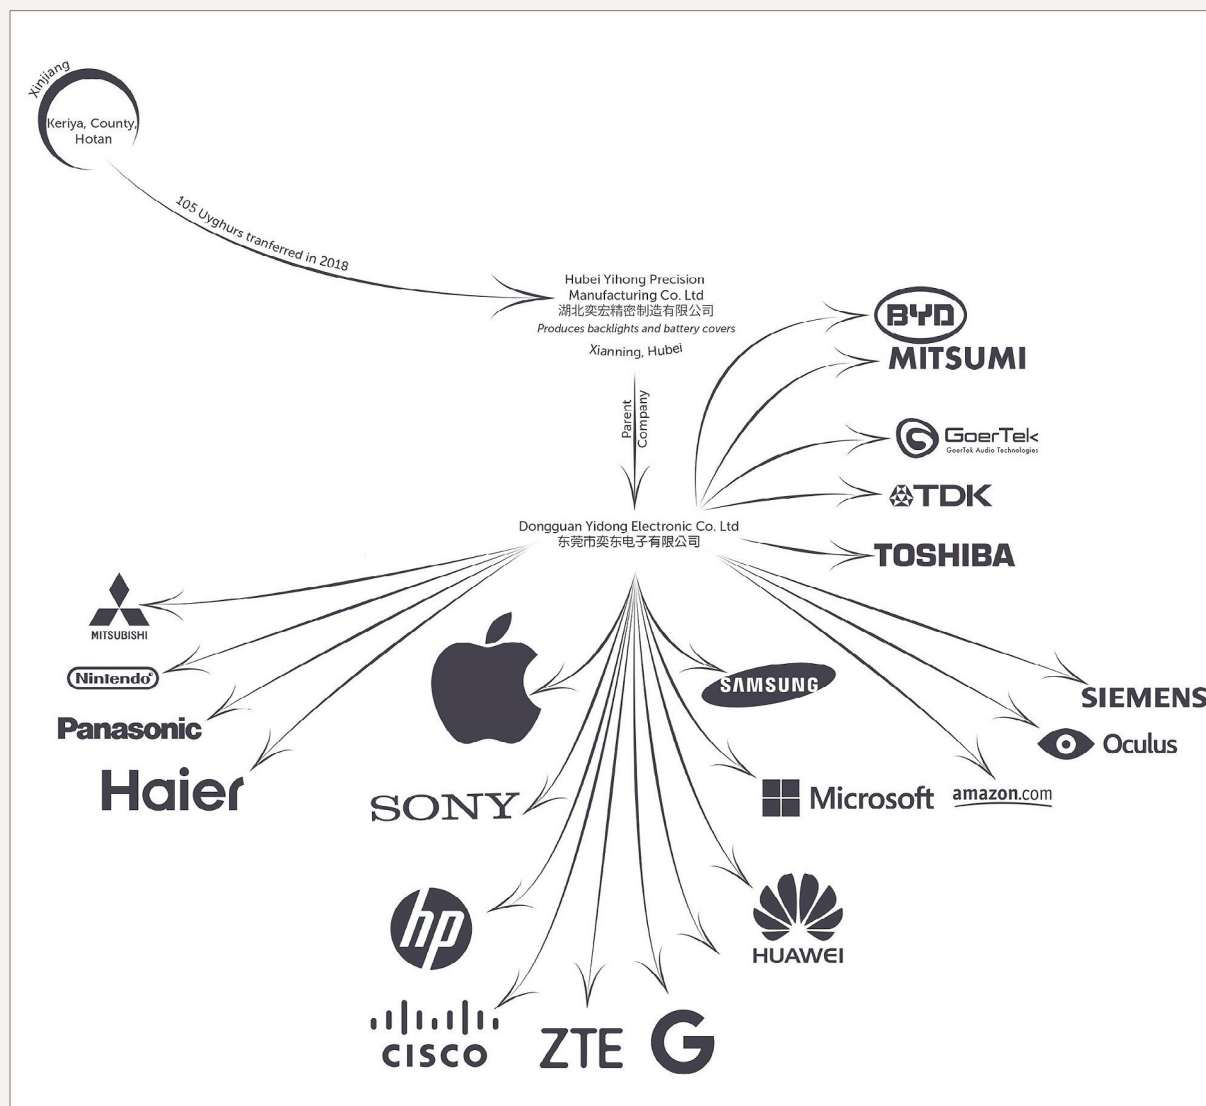 Xinjiang
Keriya, County,
Hotan
105 Uyghurs tranferred in 2018
Hubei Yihong Precision
Manufacturing Co. Ltd
湖北奕宏精密制造有限公司
Produces backlights and battery covers
Xianning, Hubei
Parent
Company
BYD
MITSUMI
GoerTek
GoerTek Audio Technologies
TDK
TOSHIBA
Dongguan Yidong Electronic Co. Ltd
东莞市奕东电子有限公司
MITSUBISHI
Nintendo
Panasonic
Haier
SONY
hp
CISCO
ZTE
G
HUAWEI
Microsoft
SAMSUNG
amazon.com
Oculus
SIEMENS